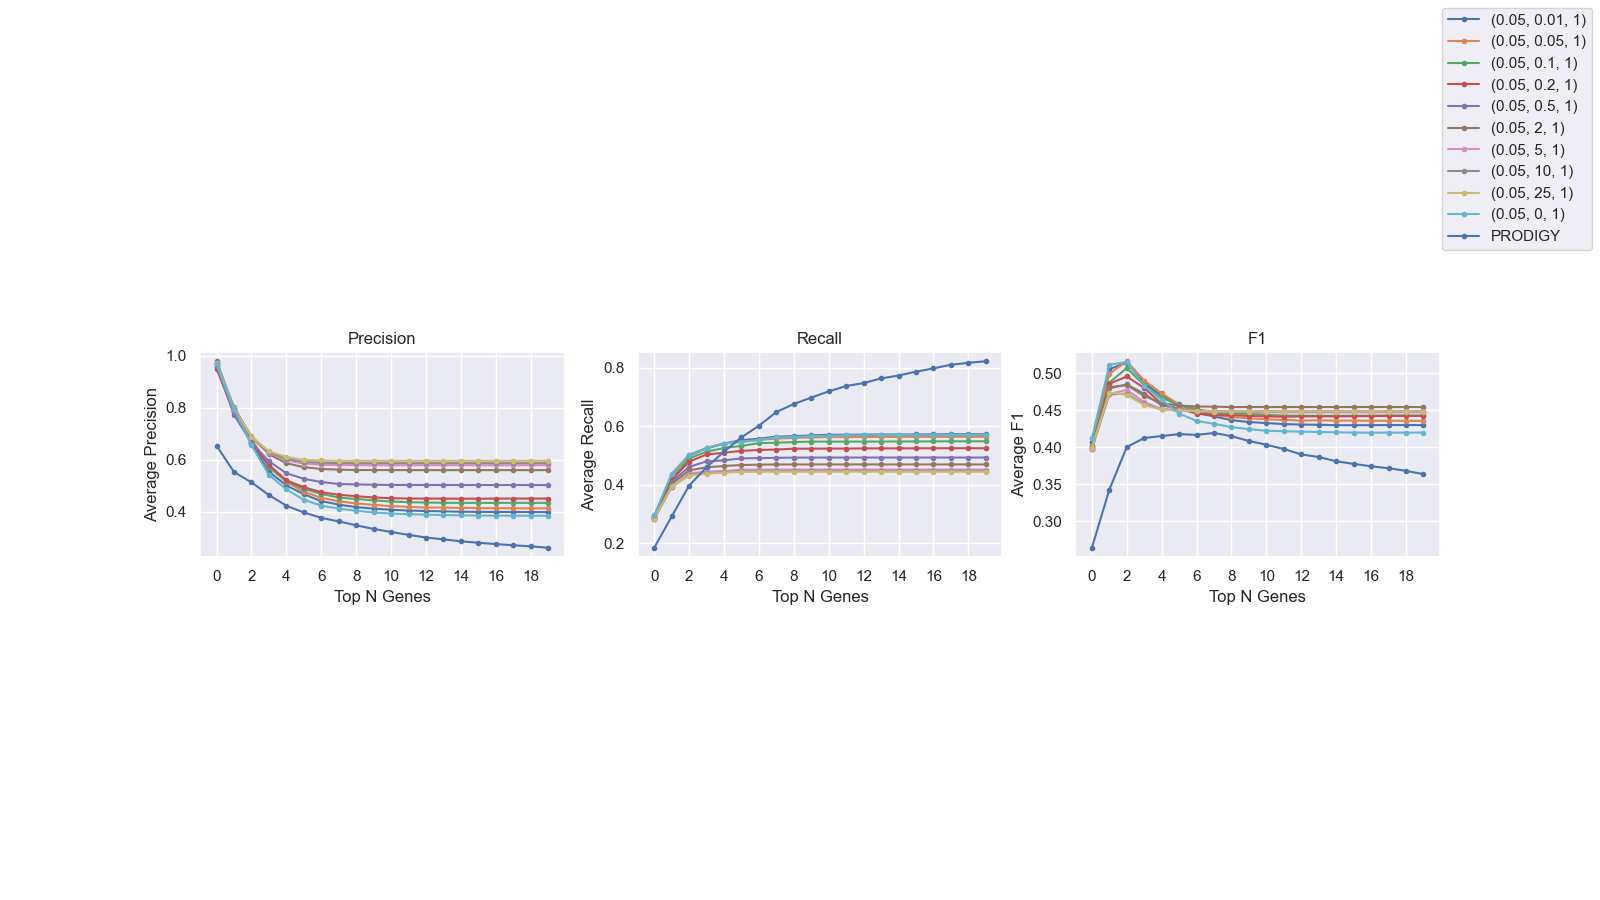 (0.05, 0.01, 1)
(0.05, 0.05, 1)
(0.05, 0.1, 1)
(0.05, 0.2, 1)
(0.05, 0.5, 1)
(0.05, 2, 1)
(0.05, 5, 1)
(0.05, 10, 1)
(0.05, 25, 1)
(0.05, 0, 1)
PRODIGY
Precision
1.0
0.8
0.6
0.4
Average Precision
0 2 4 6 8 10 12 14 16 18
Top N Genes
Recall
0.8
0.6
0.4
0.2
Average Recall
0 2 4 6 8 10 12 14 16 18
Top N Genes
F1
0.50
0.45
0.40
0.35
0.30
Average F1
0 2 4 6 8 10 12 14 16 18
Top N Genes